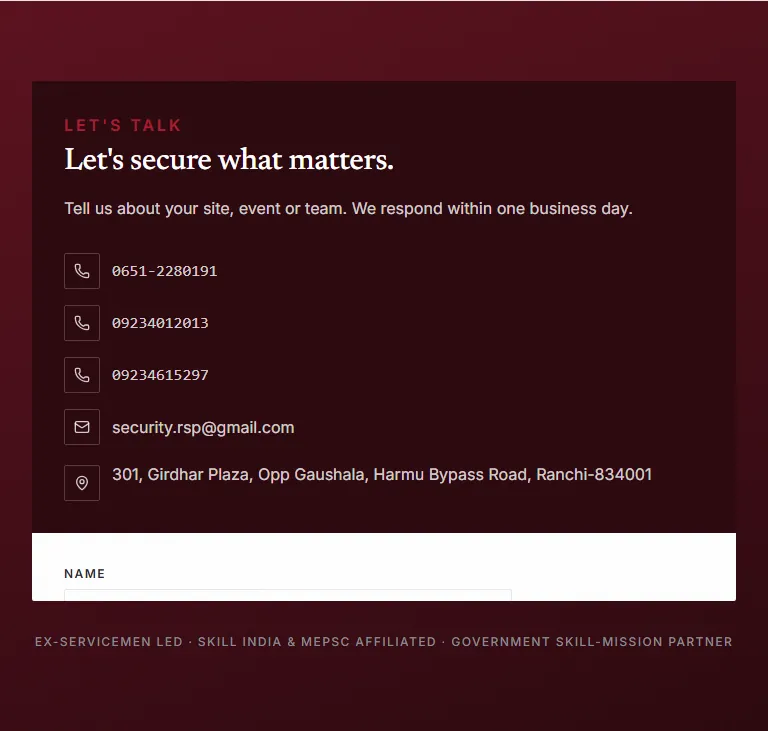 LET'S TALK
Let's secure what matters.
Tell us about your site, event or team. We respond within one business day.
0651-2280191
09234012013
09234615297
security.rsp@gmail.com
301, Girdhar Plaza, Opp Gaushala, Harmu Bypass Road, Ranchi-834001
NAME
EX-SERVICEMEN LED · SKILL INDIA & MEPSC AFFILIATED · GOVERNMENT SKILL-MISSION PARTNER